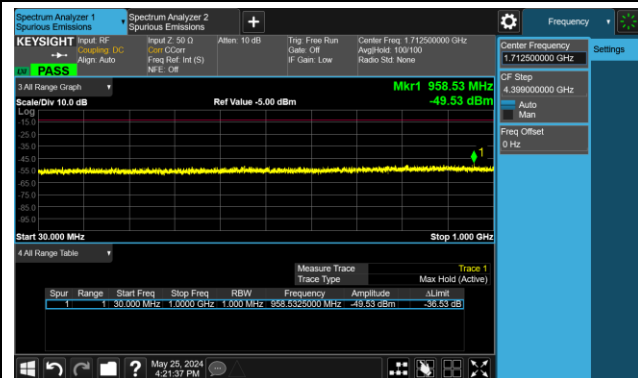 Spectrum Analyzer 1
Spurious Emissions
Spectrum Analyzer 2
Spurious Emissions
+
Frequency
KEYSIGHT
Input: RF
Coupling: DC
Align: Auto
Input Z: 50 Ω
Corr CCorr
Freq Ref: Int (S)
NFE: Off
Atten: 10 dB
Trig: Free Run
Gate: Off
IF Gain: Low
Center Freq: 1.712500000 GHz
Avg|Hold: 100/100
Radio Std: None
PASS
Center Frequency
1.712500000 GHz
Settings
CF Step
4.399000000 GHz
Auto
Man
Freq Offset
0 Hz
3 All Range Graph
Mkr1 958.53 MHz
Scale/Div 10.0 dB
Ref Value -5.00 dBm
-49.53 dBm
Log
-15.0
-25.0
-35.0
-45.0
-55.0
-65.0
-75.0
-85.0
-95.0
1
Start 30.000 MHz
Stop 1.000 GHz
4 All Range Table
Measure Trace Trace 1
Trace Type Max Hold (Active)
Spur Range Start Freq Stop Freq RBW Frequency Amplitude ΔLimit
1 1 30.000 MHz 1.0000 GHz 1.000 MHz 958.5325000 MHz -49.53 dBm -36.53 dB
?
May 25, 2024
4:21:37 PM